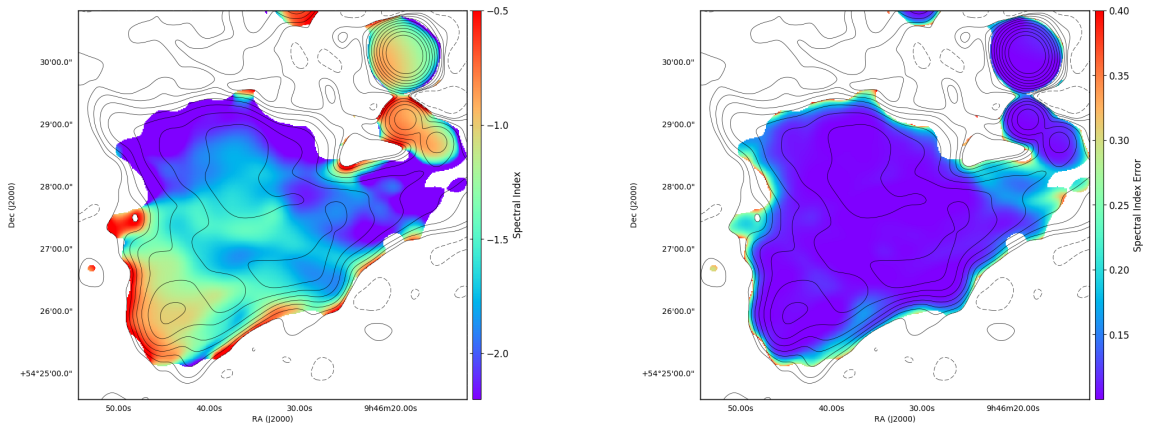 30'00.0"
29'00.0"
28'00.0"
27'00.0"
26'00.0"
+54°25'00.0"
Dec (J2000)
50.00s
40.00s
30.00s
9h46m20.00s
RA (J2000)
−0.5
−1.0
−1.5
−2.0
Spectral Index
30'00.0"
29'00.0"
28'00.0"
27'00.0"
26'00.0"
+54°25'00.0"
Dec (J2000)
50.00s
40.00s
30.00s
9h46m20.00s
RA (J2000)
0.40
0.35
0.30
0.25
0.20
0.15
Spectral Index Error